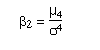 β₂ = μ₄/σ⁴